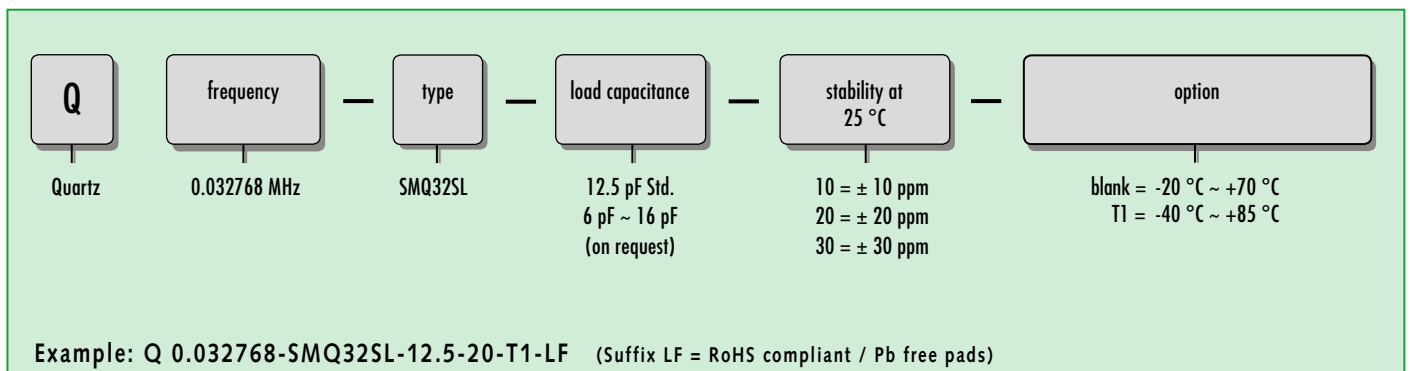 Q
frequency
type
load capacitance
stability at
25 °C
option
Quartz
0.032768 MHz
SMQ32SL
12.5 pF Std.
6 pF ~ 16 pF
(on request)
10 = ± 10 ppm
20 = ± 20 ppm
30 = ± 30 ppm
blank = -20 °C ~ +70 °C
T1 = -40 °C ~ +85 °C
Example: Q 0.032768-SMQ32SL-12.5-20-T1-LF (Suffix LF = RoHS compliant / Pb free pads)